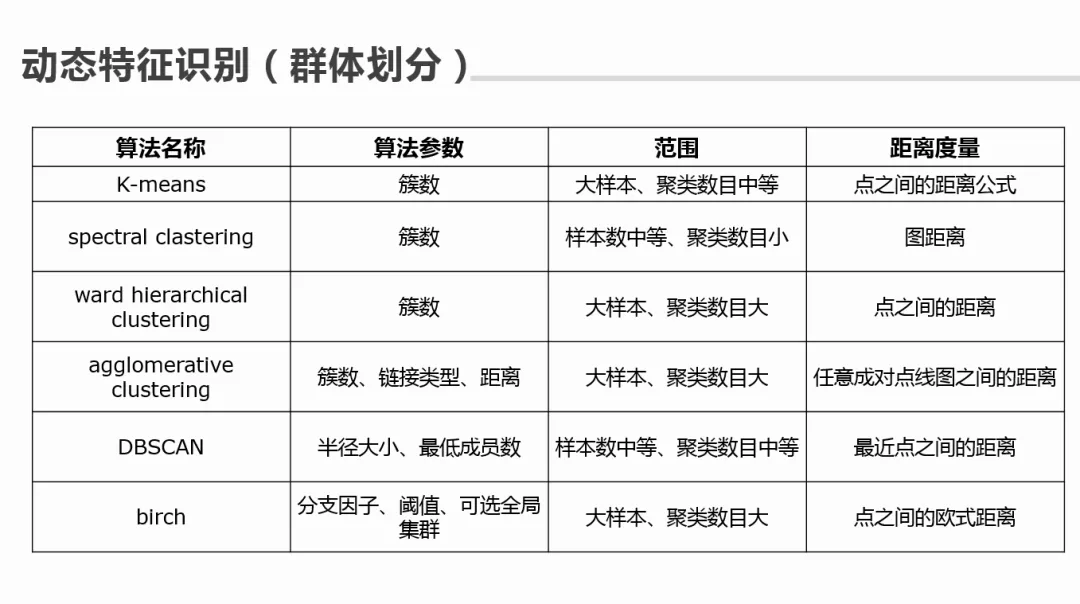 动态特征识别（群体划分）
算法名称 算法参数 范围 距离度量
K-means 簇数 大样本、聚类数目中等 点之间的距离公式
spectral clastering 簇数 样本数中等、聚类数目小 图距离
ward hierarchical
clustering 簇数 大样本、聚类数目大 点之间的距离
agglomerative
clustering 簇数、链接类型、距离 大样本、聚类数目大 任意成对点线图之间的距离
DBSCAN 半径大小、最低成员数 样本数中等、聚类数目中等 最近点之间的距离
birch 分支因子、阈值、可选全局
集群 大样本、聚类数目大 点之间的欧式距离